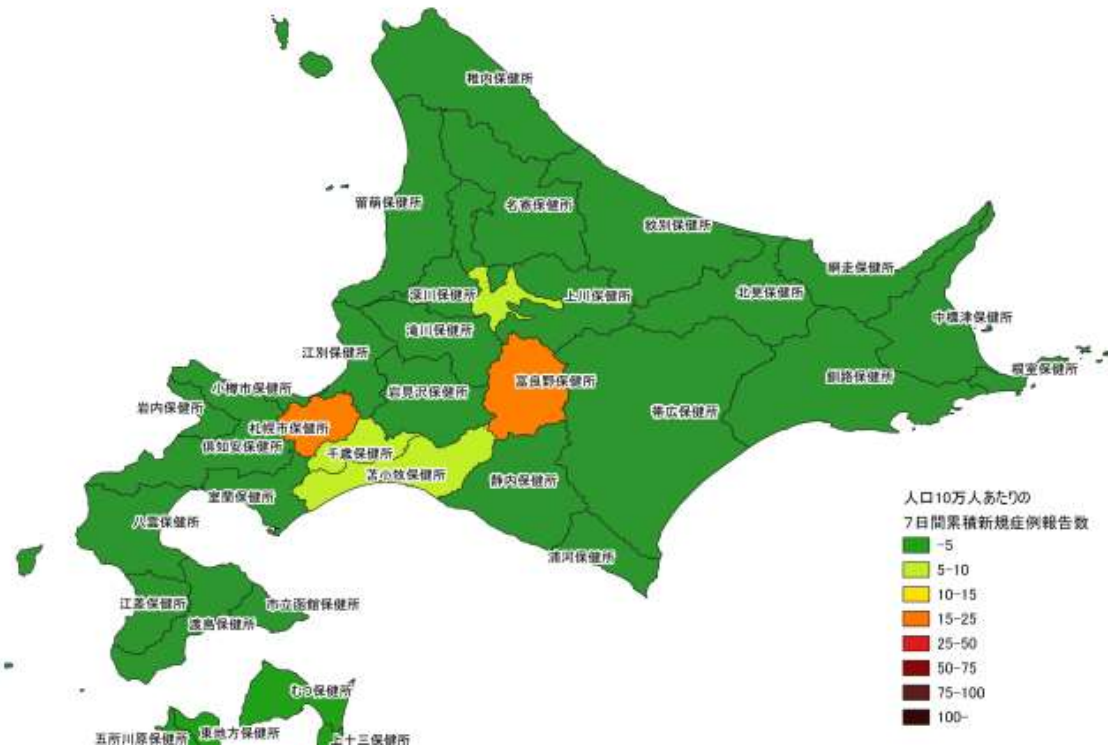 稚内保健所
留萌保健所
名寄保健所
紋別保健所
網走保健所
深川保健所
上川保健所
北見保健所
中標津保健所
滝川保健所
江別保健所
根室保健所
小樽市保健所
岩見沢保健所
富良野保健所
釧路保健所
岩内保健所
帯広保健所
札幌市保健所
倶知安保健所
千歳保健所
苫小牧保健所
静内保健所
室蘭保健所
八雲保健所
浦河保健所
江差保健所
市立函館保健所
渡島保健所
むつ保健所
五所川原保健所
東地方保健所
上十三保健所
人口10万人あたりの
7日間累積新規症例報告数
-5
5-10
10-15
15-25
25-50
50-75
75-100
100-